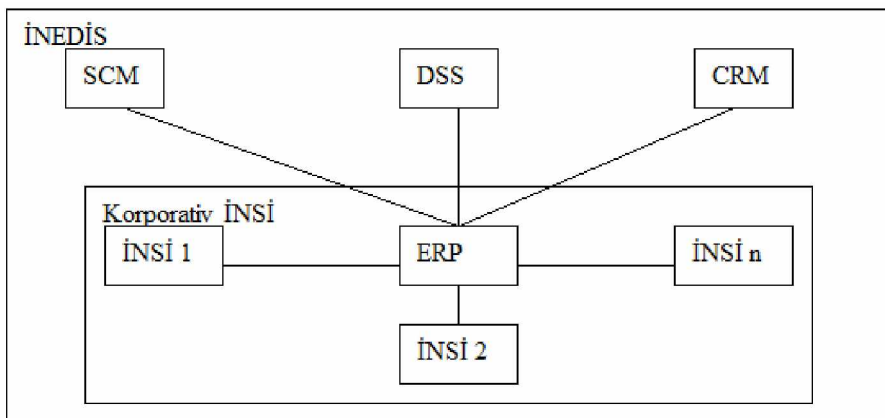 İNEDİS
SCM
DSS
CRM
Korporativ İNSİ
İNSİ 1
ERP
İNSİ n
İNSİ 2